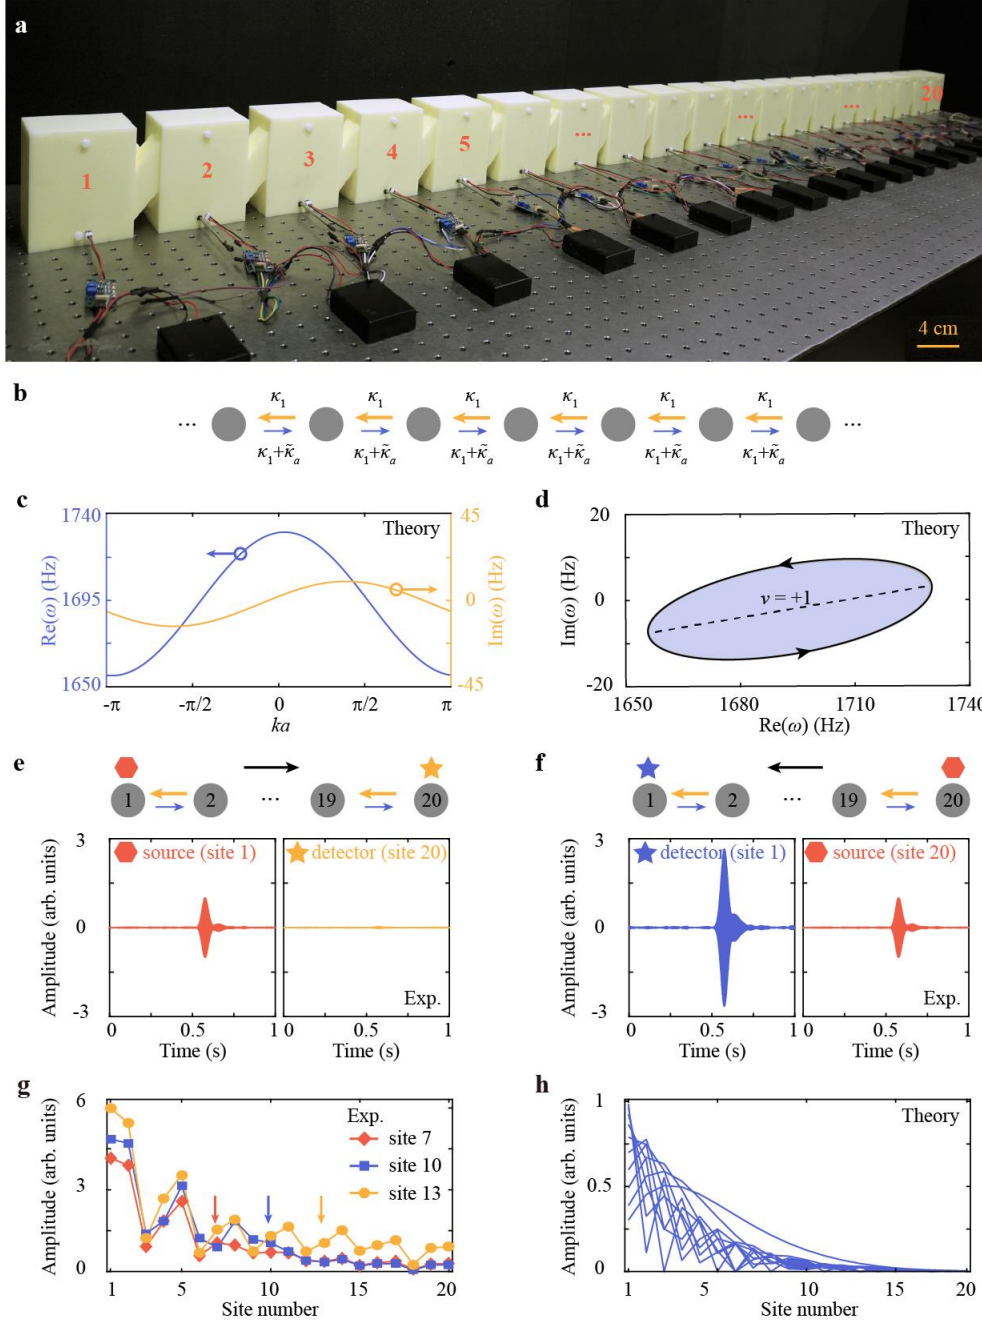 a
1 2 3 4 5 ... ... ... 20
4 cm
b
κ₁ κ₁ κ₁ κ₁ κ₁ κ₁
... ...
κ₁+κ̃ₐ κ₁+κ̃ₐ κ₁+κ̃ₐ κ₁+κ̃ₐ κ₁+κ̃ₐ κ₁+κ̃ₐ
c
1740 45
Theory
Re(ω) (Hz) 1695 0 Im(ω) (Hz)
1650 -45
-π -π/2 0 π/2 π
ka
d
20 Theory
Im(ω) (Hz) 0
ν = +1
-20
1650 1680 1710 1740
Re(ω) (Hz)
e
1 2 ... 19 20
3
source (site 1) detector (site 20)
Amplitude (arb. units)
0
-3 Exp.
0 0.5 1 0 0.5 1
Time (s) Time (s)
f
1 2 ... 19 20
3
detector (site 1) source (site 20)
Amplitude (arb. units)
0
-3 Exp.
0 0.5 1 0 0.5 1
Time (s) Time (s)
g
6
Exp.
site 7
site 10
site 13
Amplitude (arb. units)
3
0
1 5 10 15 20
Site number
h
1 Theory
Amplitude (arb. units)
0.5
0
1 5 10 15 20
Site number